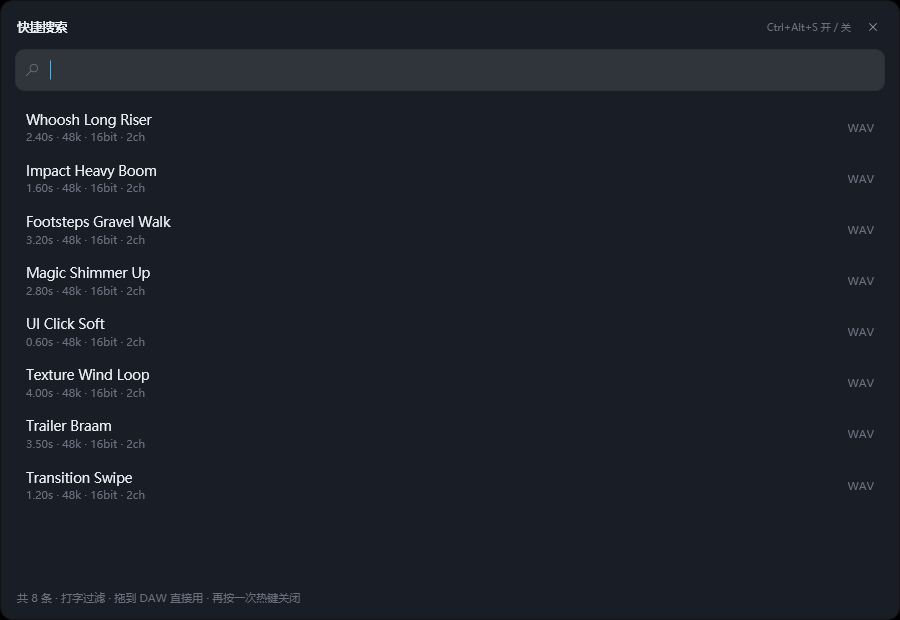 快捷搜索
Ctrl+Alt+S 开 / 关 ×
Whoosh Long Riser
2.40s · 48k · 16bit · 2ch
WAV
Impact Heavy Boom
1.60s · 48k · 16bit · 2ch
WAV
Footsteps Gravel Walk
3.20s · 48k · 16bit · 2ch
WAV
Magic Shimmer Up
2.80s · 48k · 16bit · 2ch
WAV
UI Click Soft
0.60s · 48k · 16bit · 2ch
WAV
Texture Wind Loop
4.00s · 48k · 16bit · 2ch
WAV
Trailer Braam
3.50s · 48k · 16bit · 2ch
WAV
Transition Swipe
1.20s · 48k · 16bit · 2ch
WAV
共 8 条 · 打字过滤 · 拖到 DAW 直接用 · 再按一次热键关闭